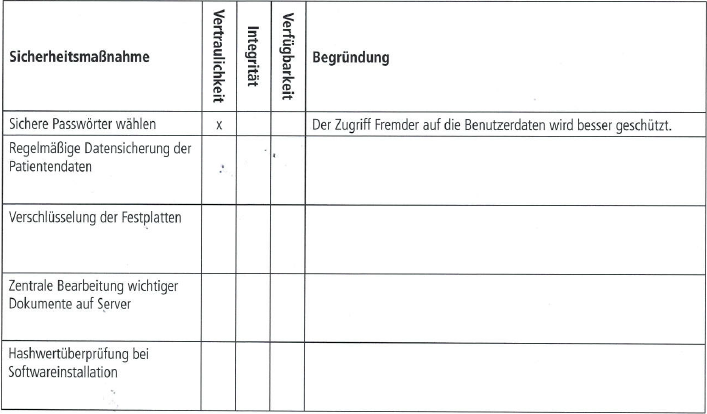 Sicherheitsmaßnahme
Vertraulichkeit
Integrität
Verfügbarkeit
Begründung
Sichere Passwörter wählen
x
Der Zugriff Fremder auf die Benutzerdaten wird besser geschützt.
Regelmäßige Datensicherung der
Patientendaten
Verschlüsselung der Festplatten
Zentrale Bearbeitung wichtiger
Dokumente auf Server
Hashwertüberprüfung bei
Softwareinstallation